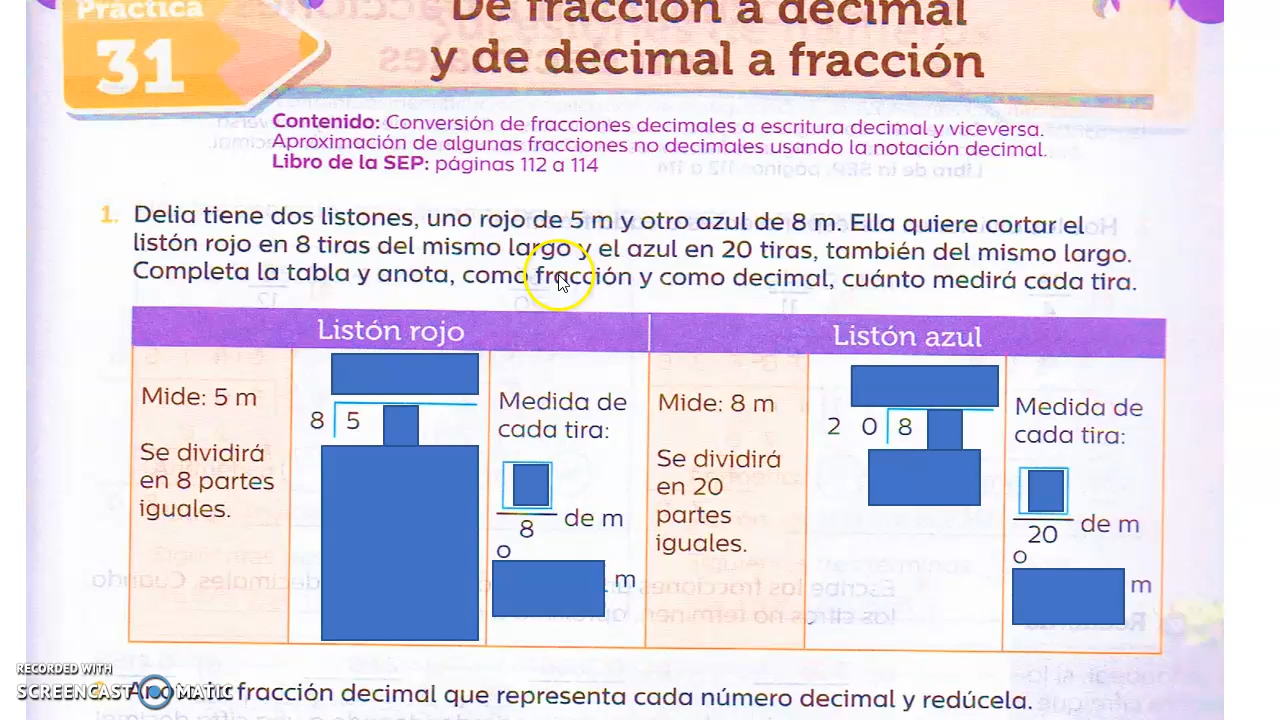 Práctica
31
De fracción a decimal
y de decimal a fracción
Contenido: Conversión de fracciones decimales a escritura decimal y viceversa.
Aproximación de algunas fracciones no decimales usando la notación decimal.
Libro de la SEP: páginas 112 a 114
1. Delia tiene dos listones, uno rojo de 5 m y otro azul de 8 m. Ella quiere cortar el
listón rojo en 8 tiras del mismo largo y el azul en 20 tiras, también del mismo largo.
Completa la tabla y anota, como fracción y como decimal, cuánto medirá cada tira.
Listón rojo
Mide: 5 m
Se dividirá
en 8 partes
iguales.
8 5
Medida de
cada tira:
8 de m
o
m
Listón azul
Mide: 8 m
Se dividirá
en 20
partes
iguales.
2 0 8
Medida de
cada tira:
20 de m
o
m
fracción decimal que representa cada número decimal y redúcela.
RECORDED WITH
SCREENCAST MATIC